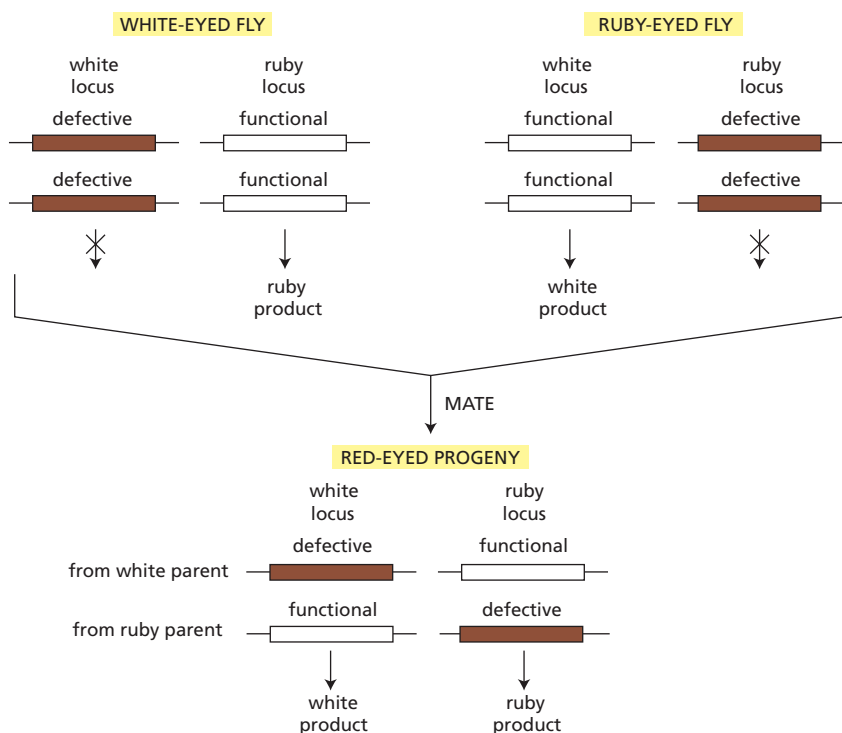 WHITE-EYED FLY
RUBY-EYED FLY
white
locus
ruby
locus
white
locus
ruby
locus
defective
functional
functional
defective
defective
functional
functional
defective
ruby
product
white
product
MATE
RED-EYED PROGENY
white
locus
ruby
locus
defective
functional
from white parent
functional
defective
from ruby parent
white
product
ruby
product